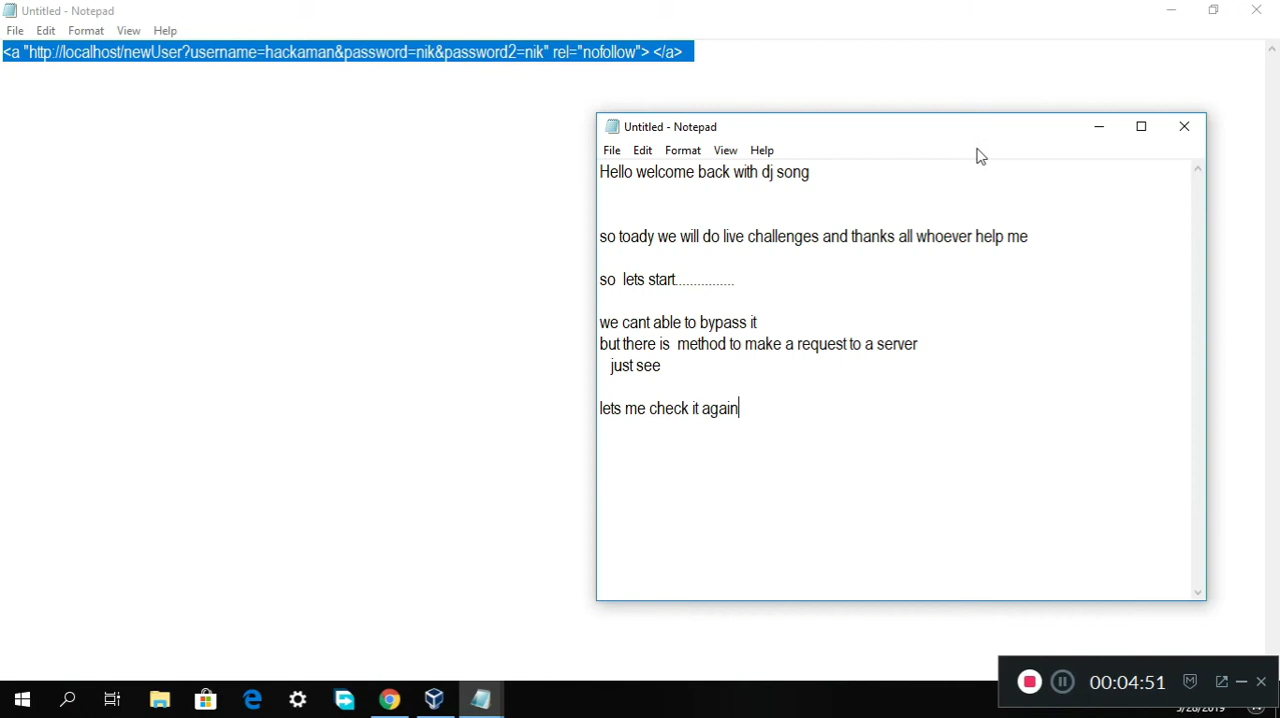 Untitled - Notepad
File Edit Format View Help
<a "http://localhost/newUser?username=hackaman&password=nik&password2=nik" rel="nofollow"> </a>
Untitled - Notepad
File Edit Format View Help
Hello welcome back with dj song
so toady we will do live challenges and thanks all whoever help me
so  lets start...............
we cant able to bypass it
but there is  method to make a request to a server
just see
lets me check it again
00:04:51